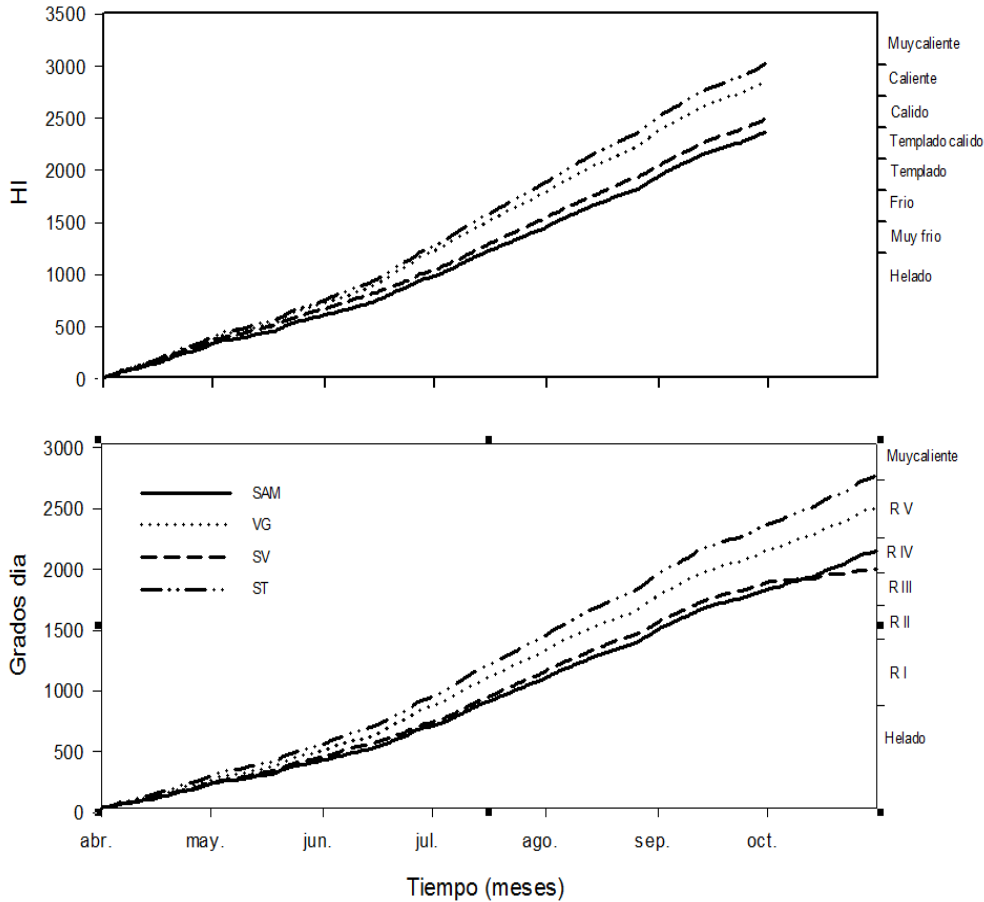 3500
3000
2500
2000
1500
1000
500
0
HI
Muycaliente
Caliente
Calido
Templado calido
Templado
Frio
Muy frio
Helado
3000
2500
2000
1500
1000
500
0
Grados dia
SAM
VG
SV
ST
Muycaliente
R V
R IV
R III
R II
R I
Helado
abr. may. jun. jul. ago. sep. oct.
Tiempo (meses)